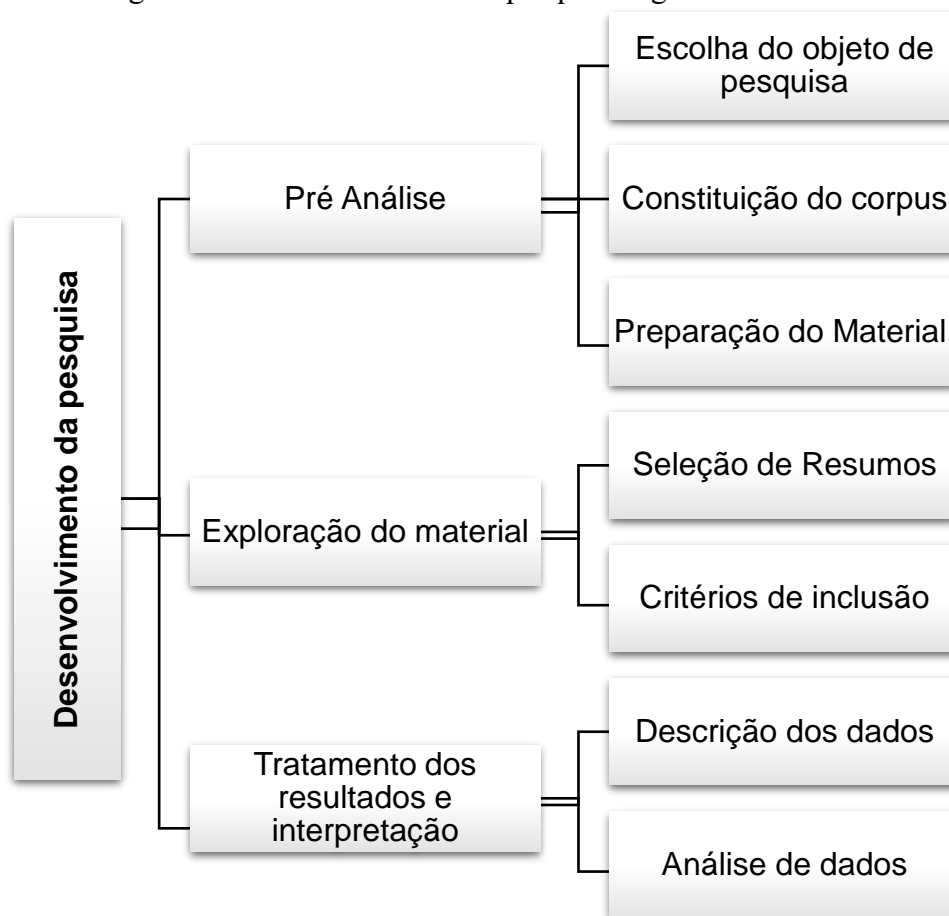 Desenvolvimento da pesquisa
Pré Análise
Escolha do objeto de
pesquisa
Constituição do corpus
Preparação do Material.
Exploração do material
Seleção de Resumos
Critérios de inclusão
Tratamento dos
resultados e
interpretação
Descrição dos dados
Análise de dados